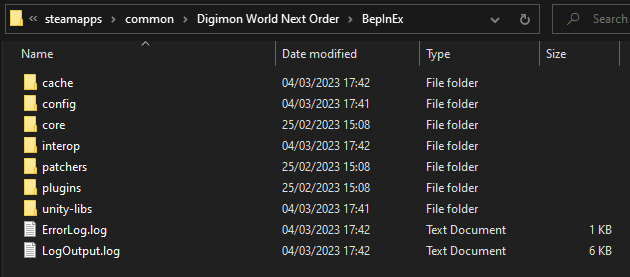 « steamapps › common › Digimon World Next Order › BepInEx
Search
Name Date modified Type Size
cache 04/03/2023 17:42 File folder
config 04/03/2023 17:41 File folder
core 25/02/2023 15:08 File folder
interop 04/03/2023 17:42 File folder
patchers 25/02/2023 15:08 File folder
plugins 25/02/2023 15:08 File folder
unity-libs 04/03/2023 17:41 File folder
ErrorLog.log 04/03/2023 17:42 Text Document 1 KB
LogOutput.log 04/03/2023 17:42 Text Document 6 KB